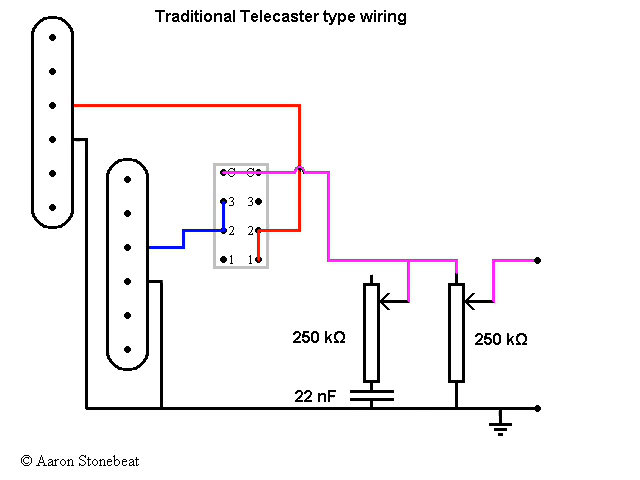 Traditional Telecaster type wiring
C C
3 3
2 2
1 1
250 kΩ
250 kΩ
22 nF
© Aaron Stonebeat